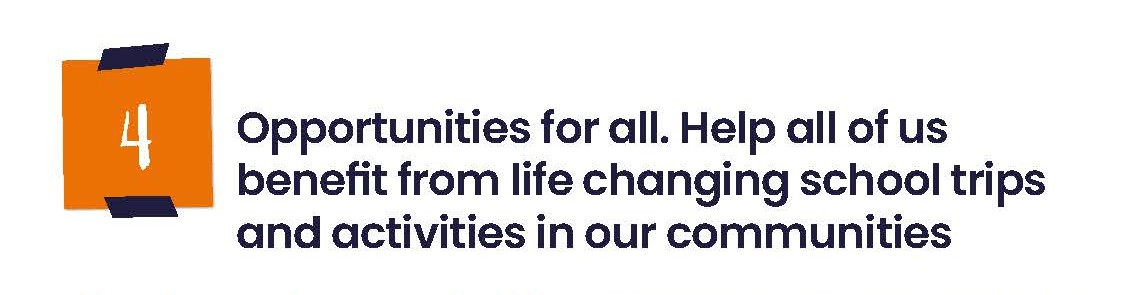 4
Opportunities for all. Help all of us
benefit from life changing school trips
and activities in our communities